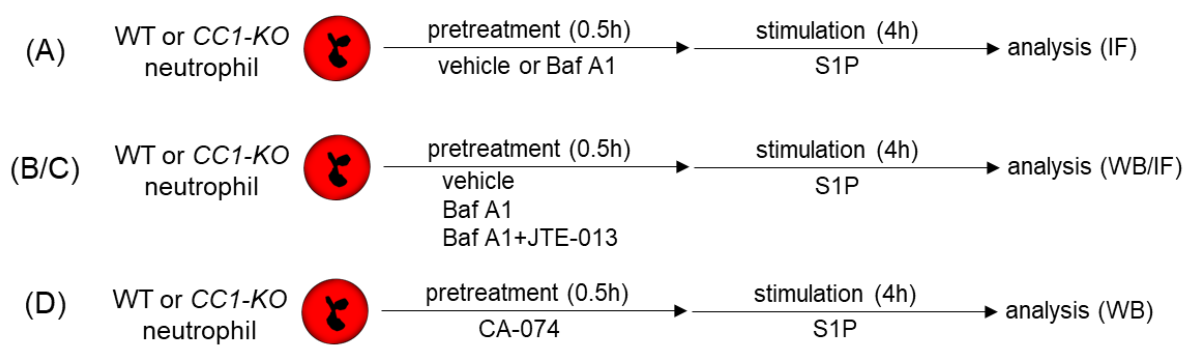 (A)
WT or CC1-KO
neutrophil
pretreatment (0.5h)
vehicle or Baf A1
stimulation (4h)
S1P
analysis (IF)
(B/C)
WT or CC1-KO
neutrophil
pretreatment (0.5h)
vehicle
Baf A1
Baf A1+JTE-013
stimulation (4h)
S1P
analysis (WB/IF)
(D)
WT or CC1-KO
neutrophil
pretreatment (0.5h)
CA-074
stimulation (4h)
S1P
analysis (WB)